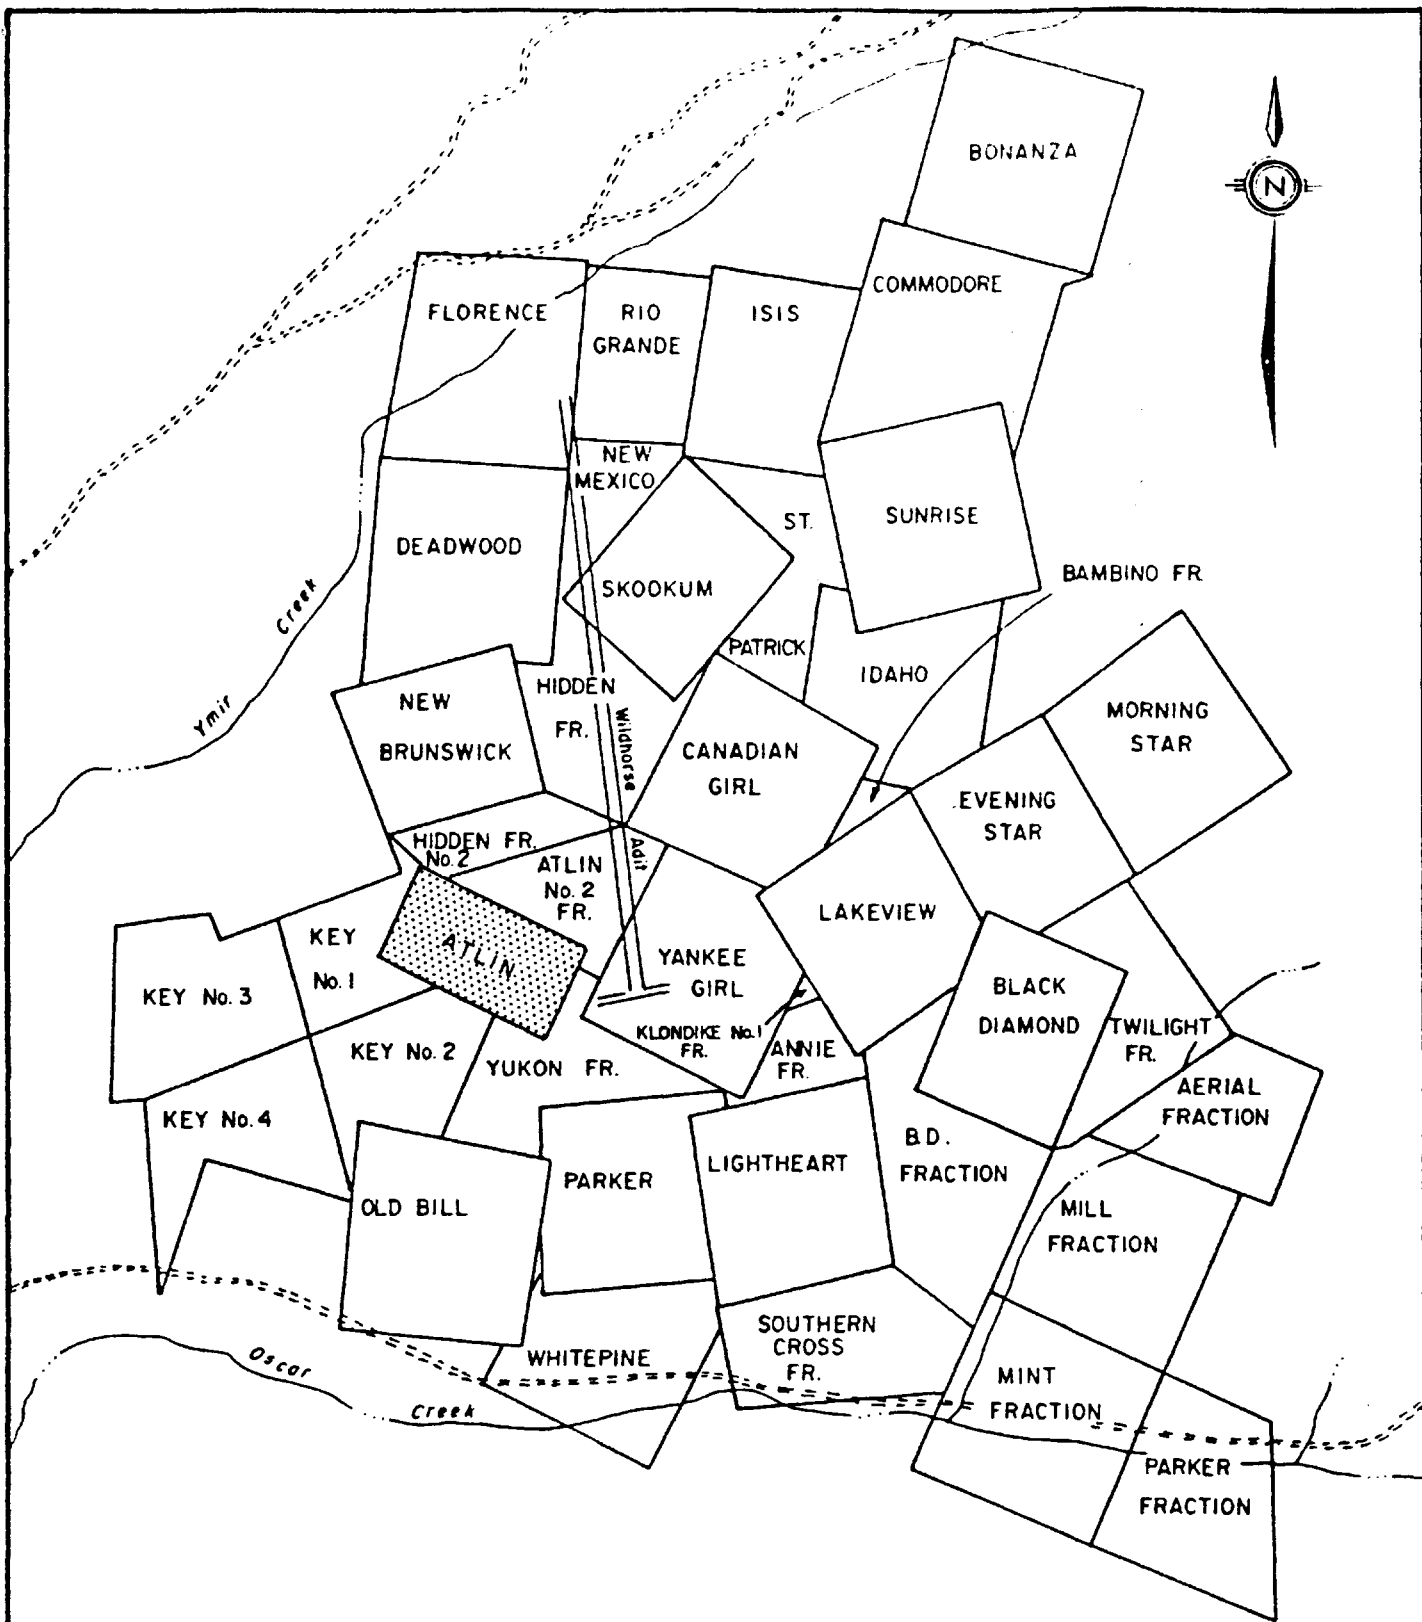 BONANZA
N
COMMODORE
FLORENCE
RIO
GRANDE
ISIS
NEW
MEXICO
ST.
SUNRISE
DEADWOOD
SKOOKUM
BAMBINO FR
Creek
Ymir
PATRICK
IDAHO
HIDDEN
FR.
NEW
BRUNSWICK
Wildhorse
Adit
CANADIAN
GIRL
MORNING
STAR
EVENING
STAR
HIDDEN FR.
No. 2
ATLIN
No. 2
FR.
LAKEVIEW
KEY
No. 1
ATLIN
YANKEE
GIRL
KEY No. 3
BLACK
DIAMOND
KLONDIKE No. 1
FR.
ANNIE
FR.
TWILIGHT
FR.
KEY No. 2
YUKON FR.
AERIAL
FRACTION
KEY No. 4
B.D.
FRACTION
LIGHTHEART
PARKER
OLD BILL
MILL
FRACTION
SOUTHERN
CROSS
FR.
WHITEPINE
Oscar
Creek
MINT
FRACTION
PARKER
FRACTION